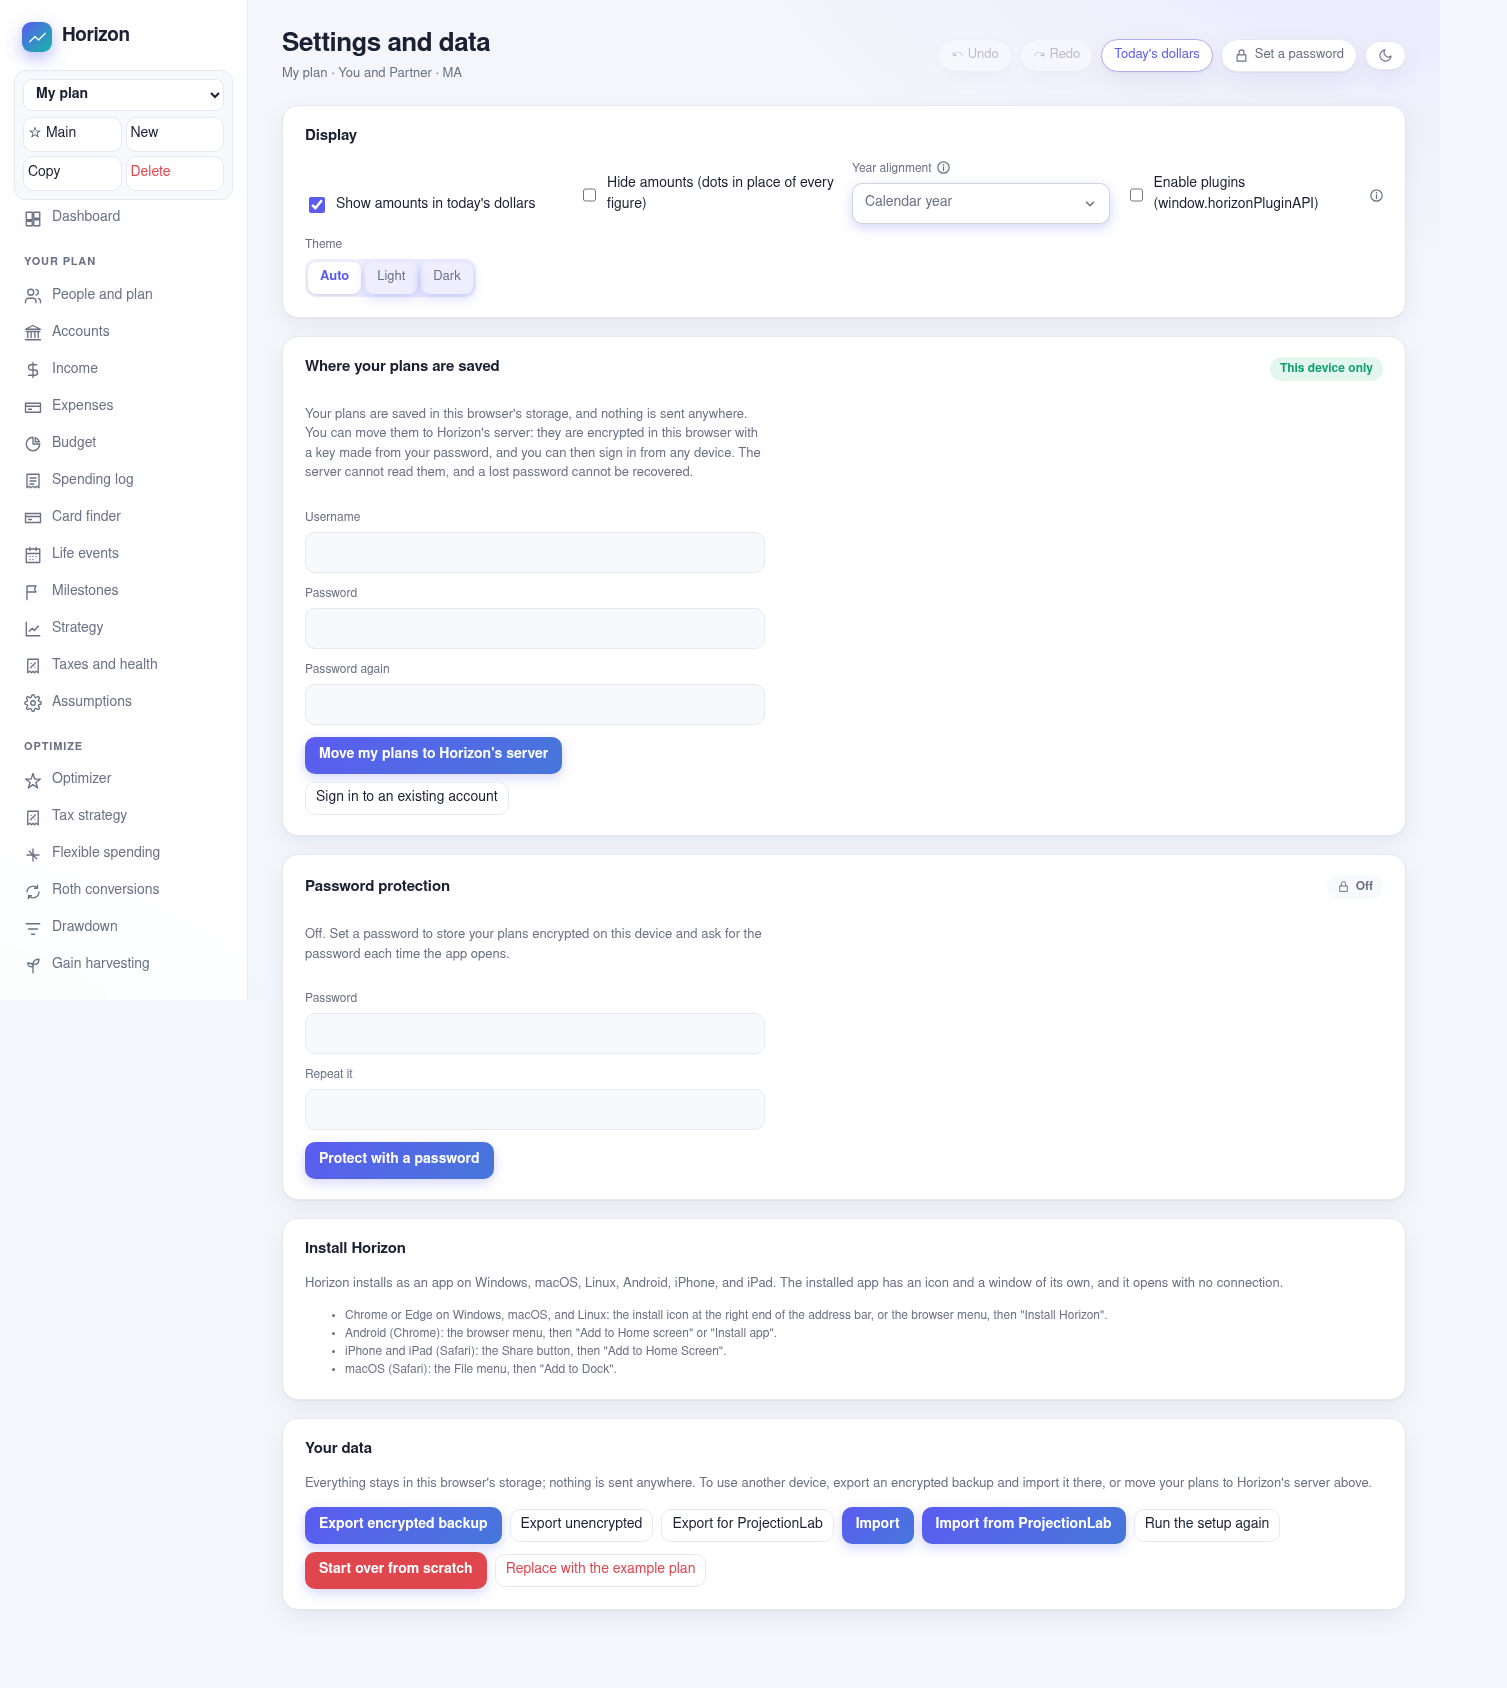 Horizon
My plan
☆ Main
New
Copy
Delete
Dashboard
YOUR PLAN
People and plan
Accounts
Income
Expenses
Budget
Spending log
Card finder
Life events
Milestones
Strategy
Taxes and health
Assumptions
OPTIMIZE
Optimizer
Tax strategy
Flexible spending
Roth conversions
Drawdown
Gain harvesting
Settings and data
My plan · You and Partner · MA
Undo
Redo
Today's dollars
Set a password
Display
Show amounts in today's dollars
Hide amounts (dots in place of every
figure)
Year alignment
Calendar year
Enable plugins
(window.horizonPluginAPI)
Theme
Auto
Light
Dark
Where your plans are saved
This device only
Your plans are saved in this browser's storage, and nothing is sent anywhere.
You can move them to Horizon's server: they are encrypted in this browser with
a key made from your password, and you can then sign in from any device. The
server cannot read them, and a lost password cannot be recovered.
Username
Password
Password again
Move my plans to Horizon's server
Sign in to an existing account
Password protection
Off
Off. Set a password to store your plans encrypted on this device and ask for the
password each time the app opens.
Password
Repeat it
Protect with a password
Install Horizon
Horizon installs as an app on Windows, macOS, Linux, Android, iPhone, and iPad. The installed app has an icon and a window of its own, and it opens with no connection.
• Chrome or Edge on Windows, macOS, and Linux: the install icon at the right end of the address bar, or the browser menu, then "Install Horizon".
• Android (Chrome): the browser menu, then "Add to Home screen" or "Install app".
• iPhone and iPad (Safari): the Share button, then "Add to Home Screen".
• macOS (Safari): the File menu, then "Add to Dock".
Your data
Everything stays in this browser's storage; nothing is sent anywhere. To use another device, export an encrypted backup and import it there, or move your plans to Horizon's server above.
Export encrypted backup
Export unencrypted
Export for ProjectionLab
Import
Import from ProjectionLab
Run the setup again
Start over from scratch
Replace with the example plan